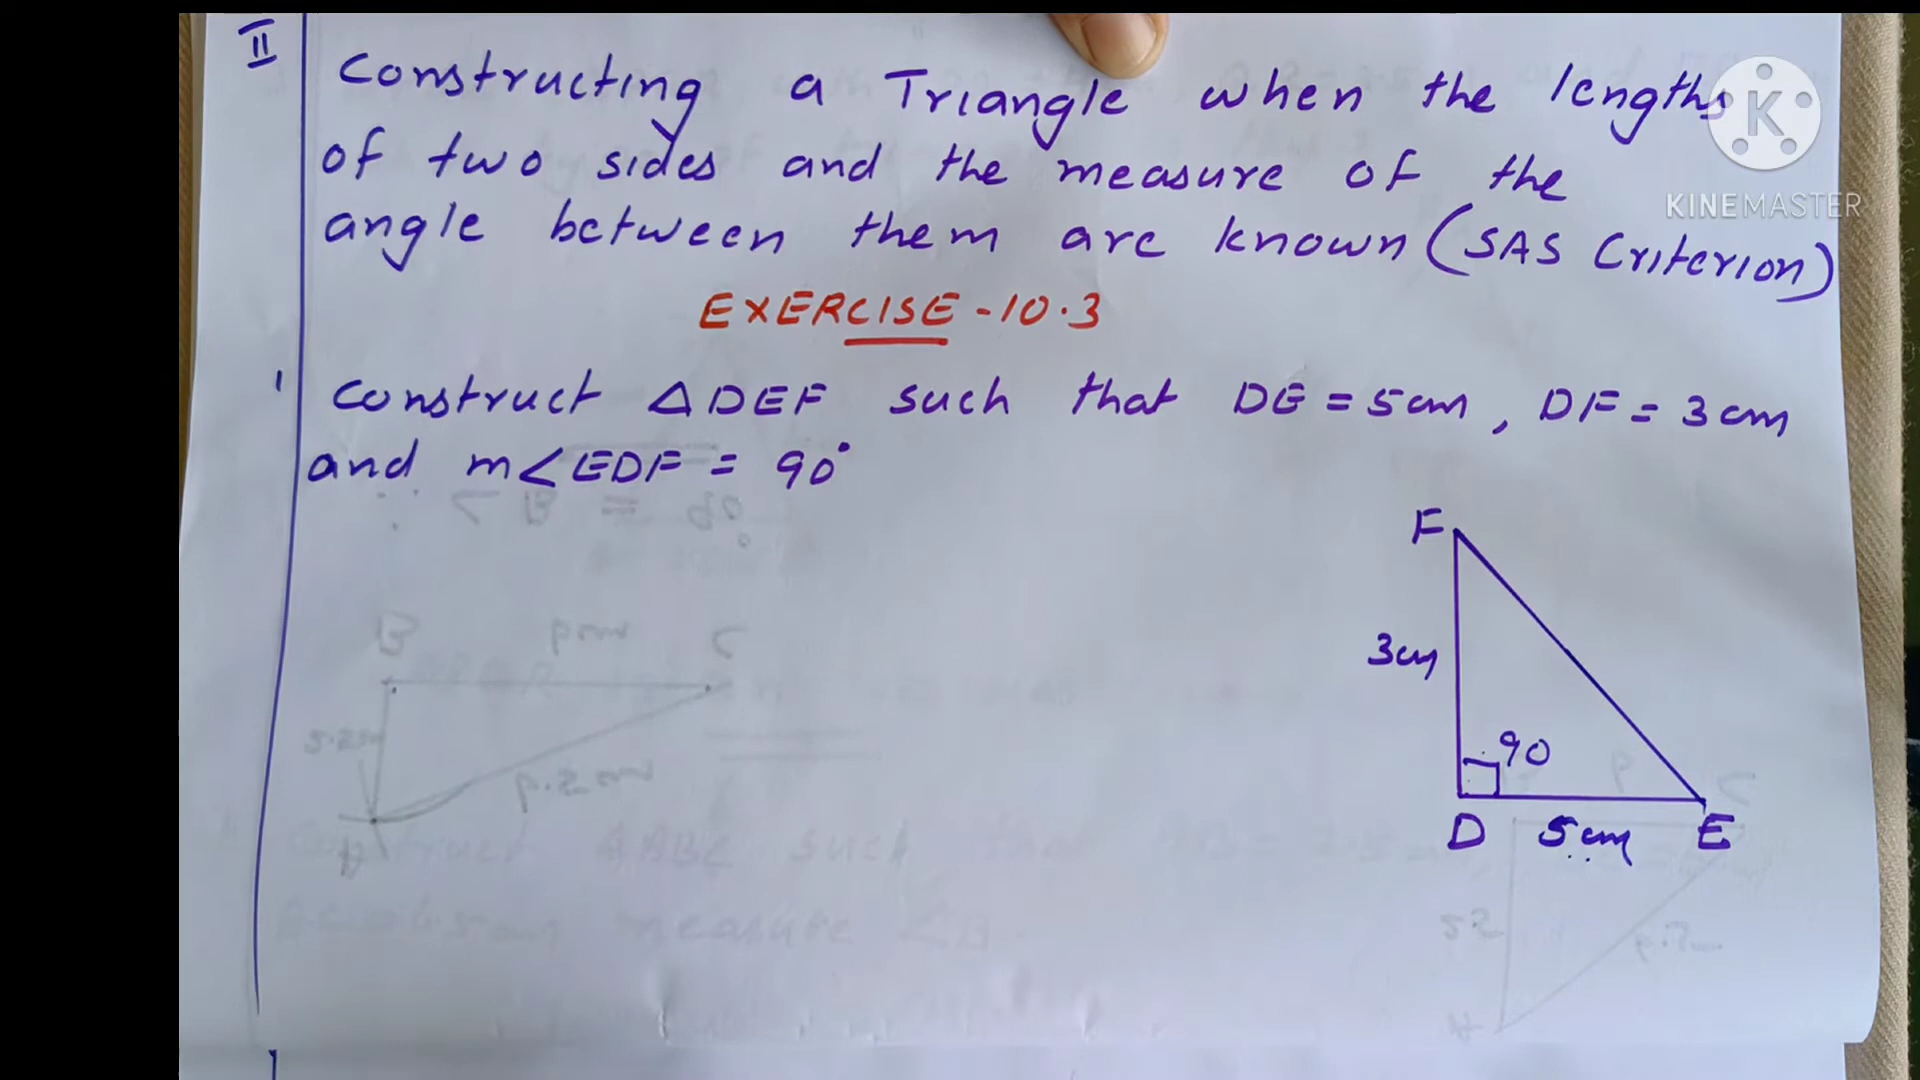 II
Constructing a Triangle when the lengths
of two sides and the measure of the
angle between them are known (SAS Criterion)
EXERCISE - 10.3
1 Construct △DEF such that DE = 5cm, DF = 3cm
and m∠EDF = 90°
F
3cm
90
D 5cm E
K
KINEMASTER